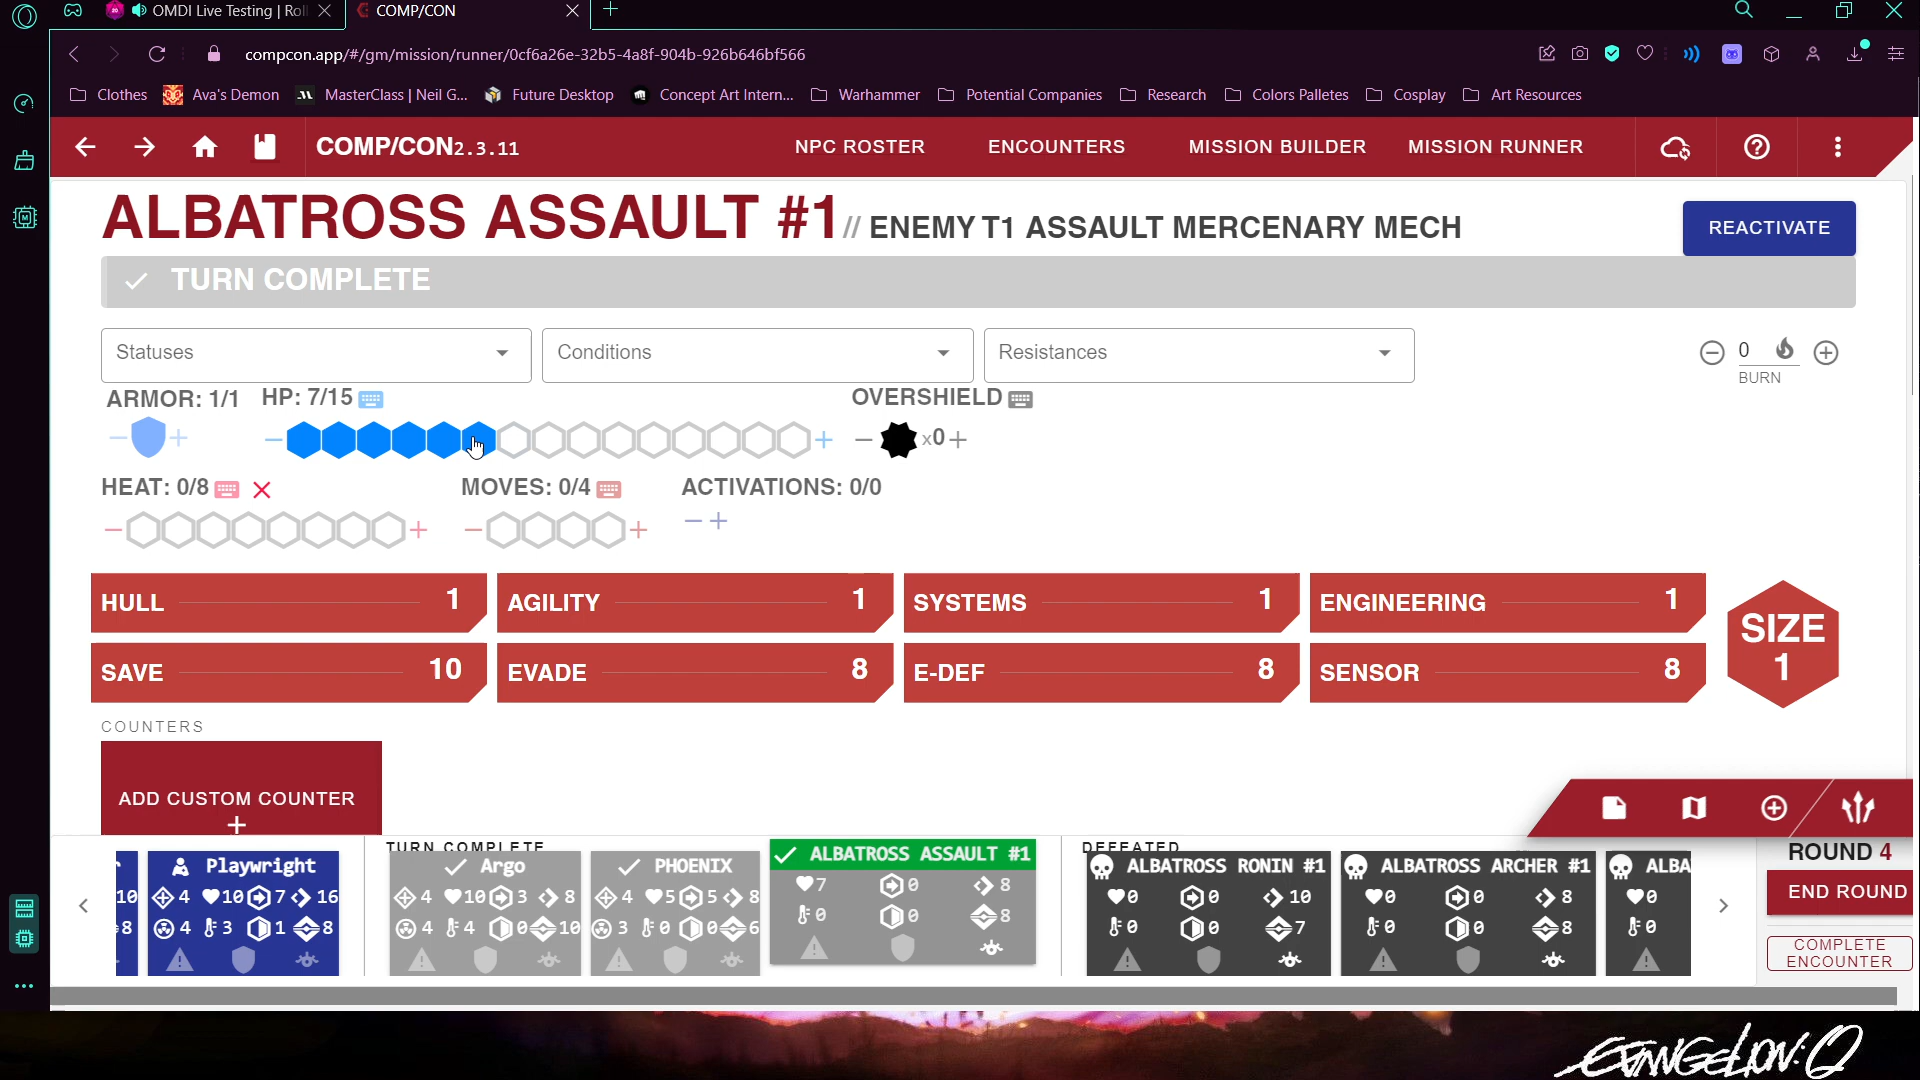 OMDI Live Testing | Rol
COMP/CON
compcon.app/#/gm/mission/runner/0cf6a26e-32b5-4a8f-904b-926b646bf566
Clothes
Ava's Demon
MasterClass | Neil G...
Future Desktop
Concept Art Intern...
Warhammer
Potential Companies
Research
Colors Palletes
Cosplay
Art Resources
COMP/CON2.3.11
NPC ROSTER
ENCOUNTERS
MISSION BUILDER
MISSION RUNNER
ALBATROSS ASSAULT #1// ENEMY T1 ASSAULT MERCENARY MECH
REACTIVATE
TURN COMPLETE
Statuses
Conditions
Resistances
0
BURN
ARMOR: 1/1
HP: 7/15
OVERSHIELD
x0
HEAT: 0/8
MOVES: 0/4
ACTIVATIONS: 0/0
HULL 1
AGILITY 1
SYSTEMS 1
ENGINEERING 1
SIZE
1
SAVE 10
EVADE 8
E-DEF 8
SENSOR 8
COUNTERS
ADD CUSTOM COUNTER
TURN COMPLETE
DEFEATED
10
8
Playwright
4 10 7 16
4 3 1 8
Argo
4 10 3 8
4 4 0 10
PHOENIX
4 5 5 8
3 0 0 6
ALBATROSS ASSAULT #1
7 0 8
0 0 8
ALBATROSS RONIN #1
0 0 10
0 0 7
ALBATROSS ARCHER #1
0 0 8
0 0 8
ALBA
0
0
ROUND 4
END ROUND
COMPLETE
ENCOUNTER
EVANGELION:Q